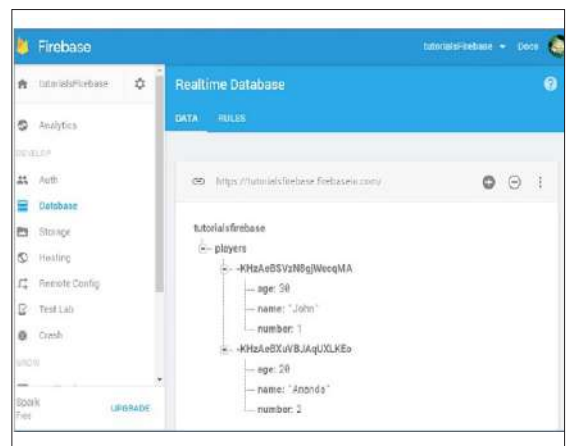 Firebase
tutorialsFirebase
Docs
tutorialsFirebase
Analytics
DEVELOP
Auth
Database
Storage
Hosting
Remote Config
Test Lab
Crash
GROW
Spark
Free
UPGRADE
Realtime Database
DATA
RULES
https://tutorialsfirebase.firebaseio.com/
tutorialsfirebase
players
age: 30
name: "John"
number: 1
age: 20
name: "Amanda"
number: 2